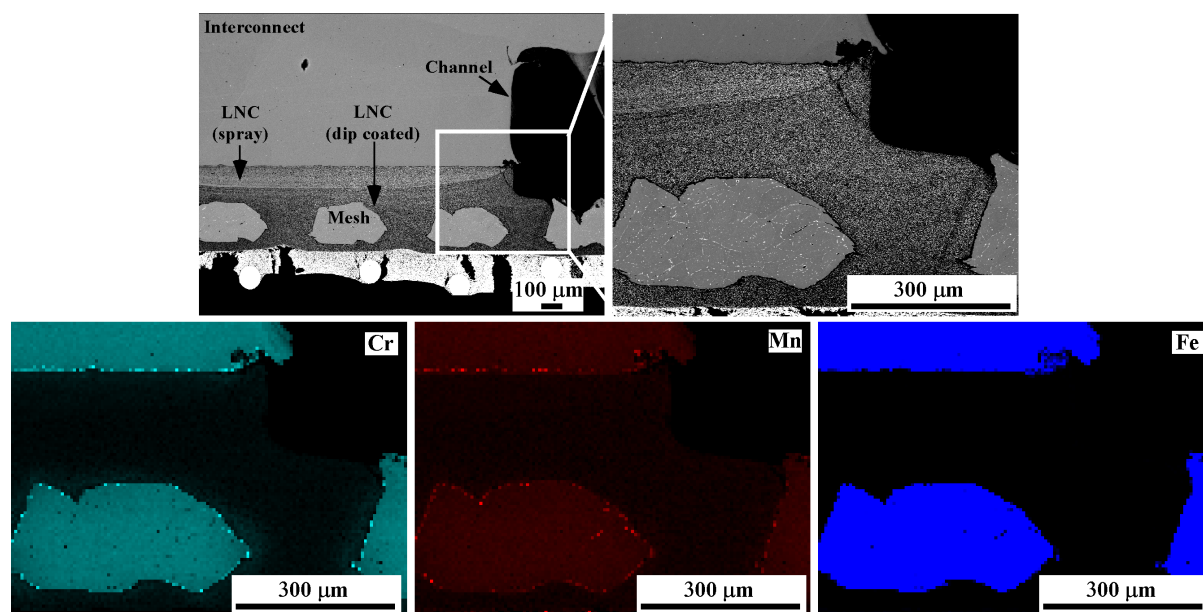 Interconnect
Channel
LNC
(spray)
LNC
(dip coated)
Mesh
100 µm
300 µm
Cr
300 µm
Mn
300 µm
Fe
300 µm